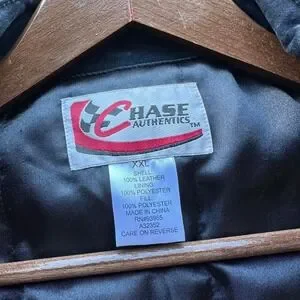 CHASE
AUTHENTICS TM
XXL
SHELL
100% LEATHER
LINING
100% POLYESTER
FILL
100% POLYESTER
MADE IN CHINA
RN#93955
A32352
CARE ON REVERSE